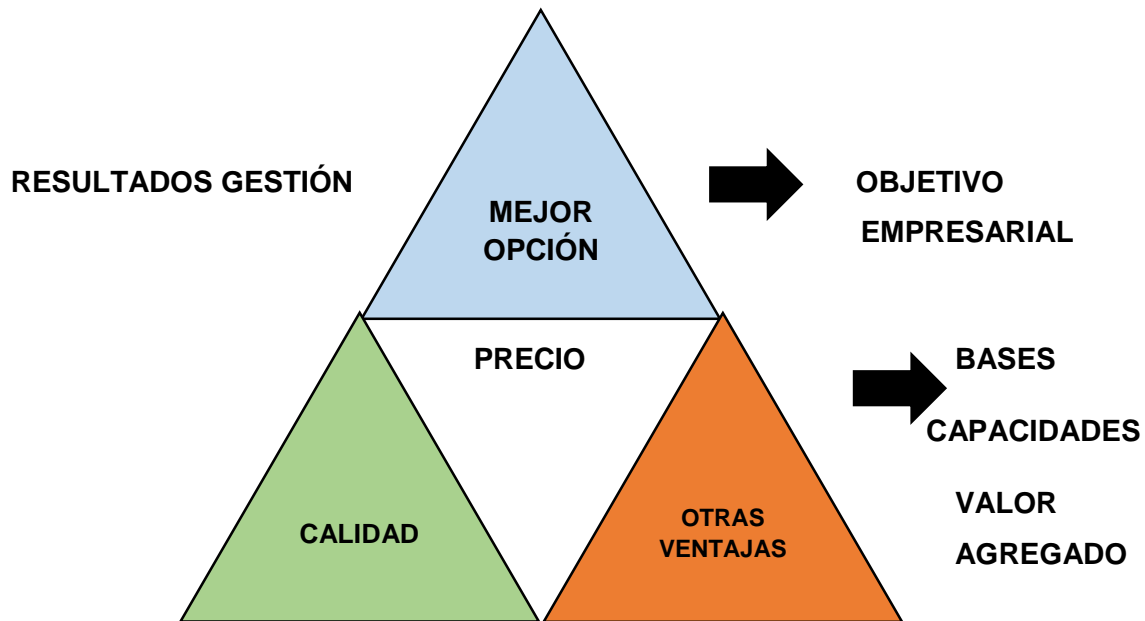 RESULTADOS GESTIÓN
MEJOR
OPCIÓN
OBJETIVO
EMPRESARIAL
PRECIO
BASES
CAPACIDADES
CALIDAD
OTRAS
VENTAJAS
VALOR
AGREGADO